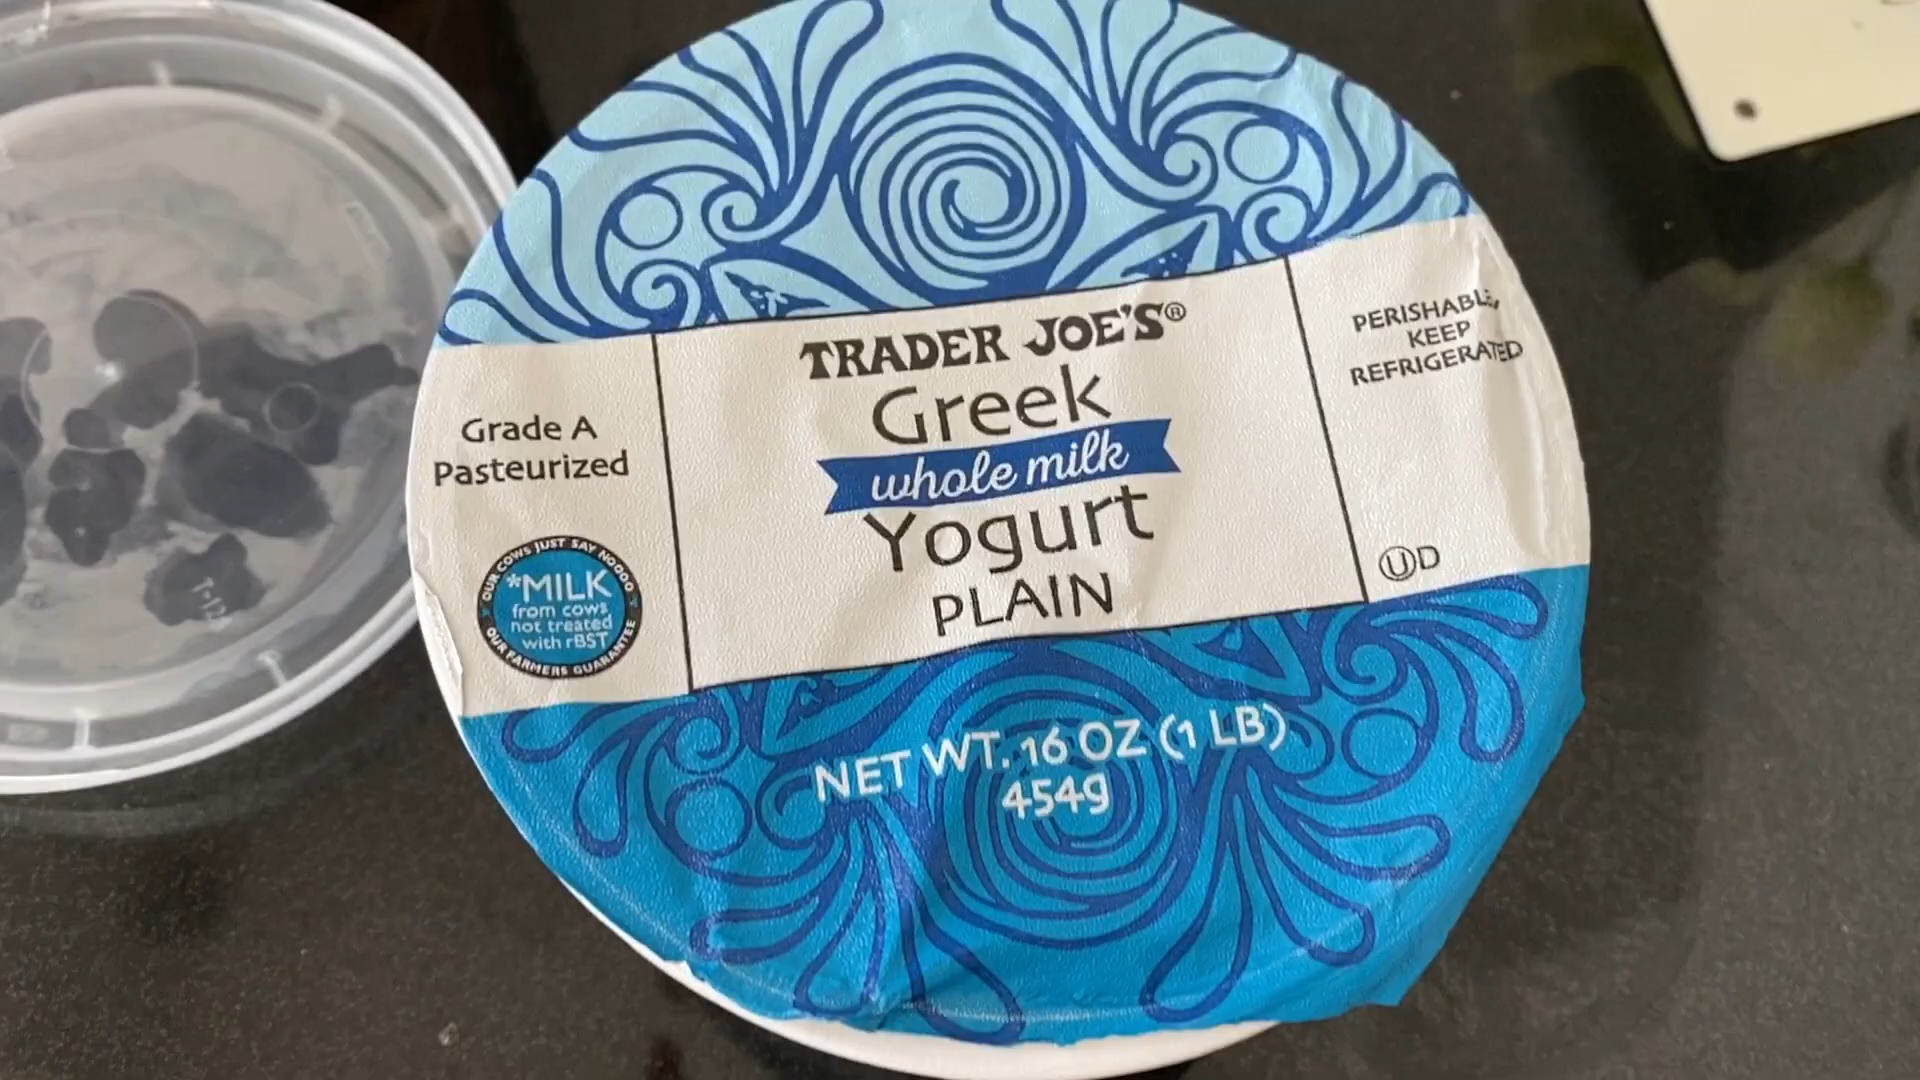 TRADER JOE'S®
Greek
whole milk
Yogurt
PLAIN
Grade A
Pasteurized
OUR COWS JUST SAY NOOOO
*MILK
from cows
not treated
with rBST
OUR FARMERS GUARANTEE
PERISHABLE,
KEEP
REFRIGERATED
UD
NET WT. 16 OZ (1 LB)
454g